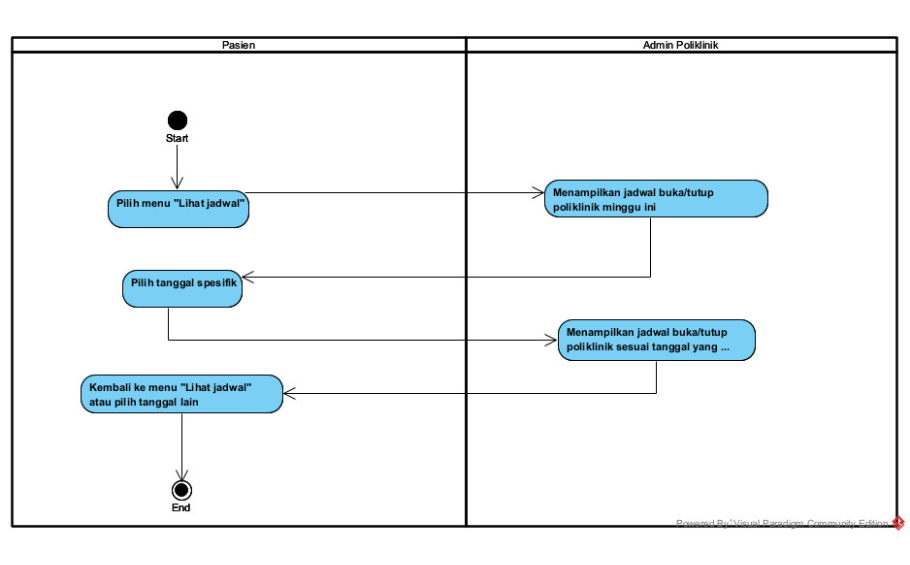 Pasien
Admin Poliklinik
Start
Pilih menu "Lihat jadwal"
Menampilkan jadwal buka/tutup
poliklinik minggu ini
Pilih tanggal spesifik
Menampilkan jadwal buka/tutup
poliklinik sesuai tanggal yang ...
Kembali ke menu "Lihat jadwal"
atau pilih tanggal lain
End
Powered By Visual Paradigm Community Edition